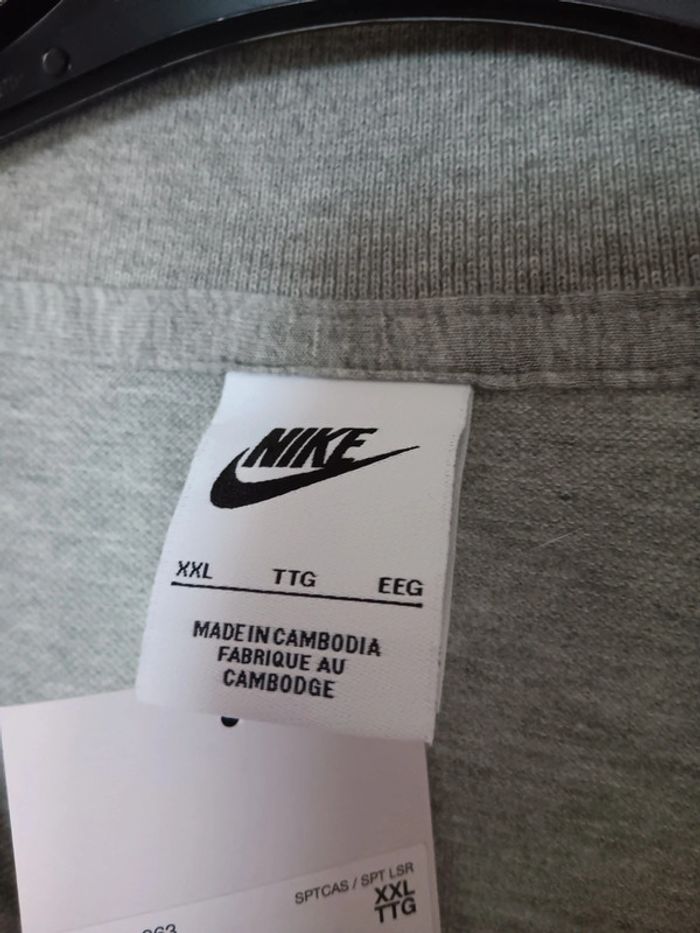 NIKE
XXL TTG EEG
MADE IN CAMBODIA
FABRIQUE AU
CAMBODGE
SPTCAS / SPT LSR
XXL
TTG